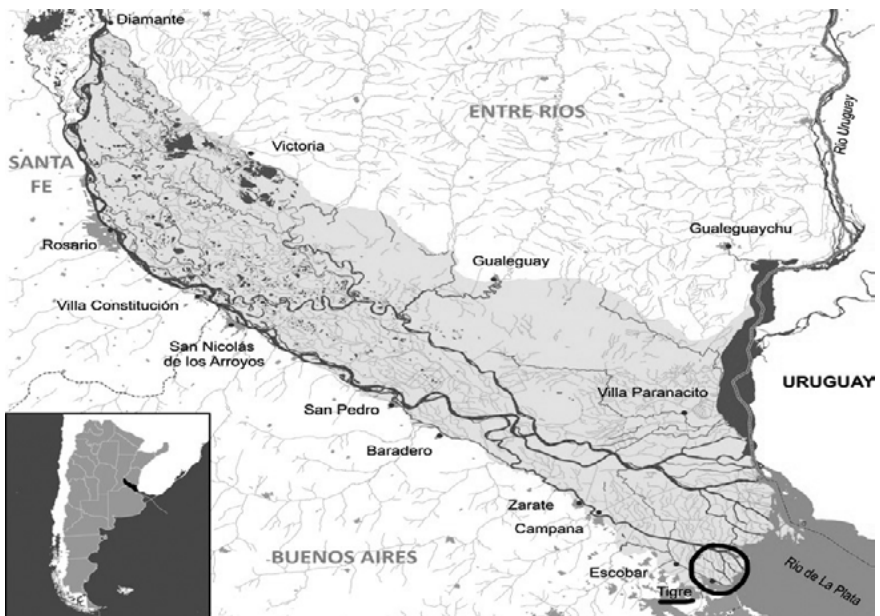 Diamante
ENTRE RIOS
Río Uruguay
Victoria
SANTA
FE
Rosario
Gualeguaychu
Gualeguay
Villa Constitución
San Nicolás
de los Arroyos
URUGUAY
Villa Paranacito
San Pedro
Baradero
Zarate
Campana
BUENOS AIRES
Escobar
Tigre
Río de La Plata